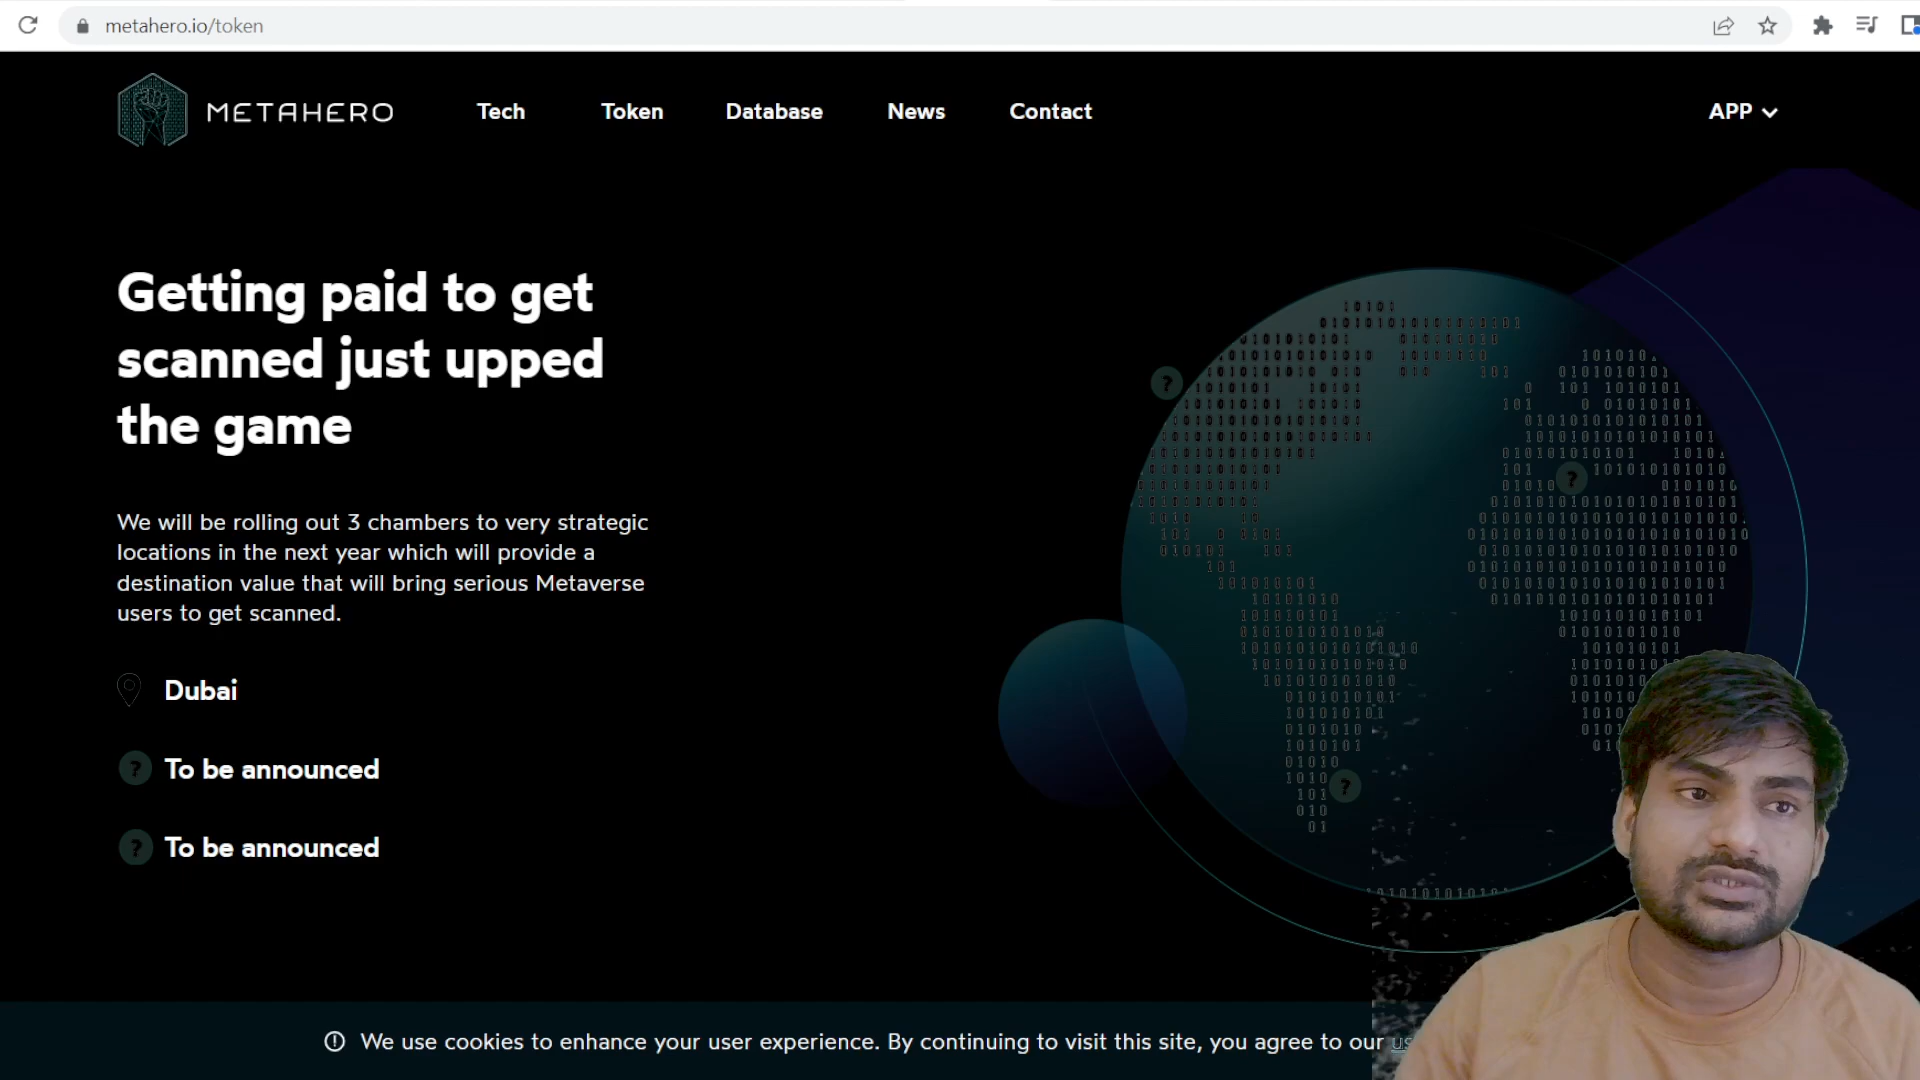 metahero.io/token
METAHERO
Tech
Token
Database
News
Contact
APP
Getting paid to get
scanned just upped
the game
We will be rolling out 3 chambers to very strategic
locations in the next year which will provide a
destination value that will bring serious Metaverse
users to get scanned.
Dubai
? To be announced
? To be announced
?
?
?
We use cookies to enhance your user experience. By continuing to visit this site, you agree to our